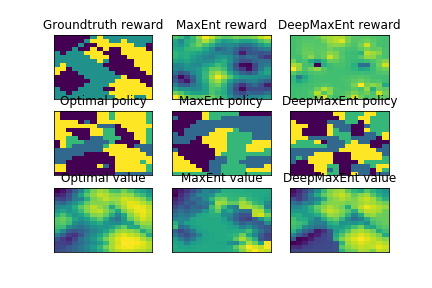 Groundtruth reward MaxEnt reward DeepMaxEnt reward
Optimal policy MaxEnt policy DeepMaxEnt policy
Optimal value MaxEnt value DeepMaxEnt value